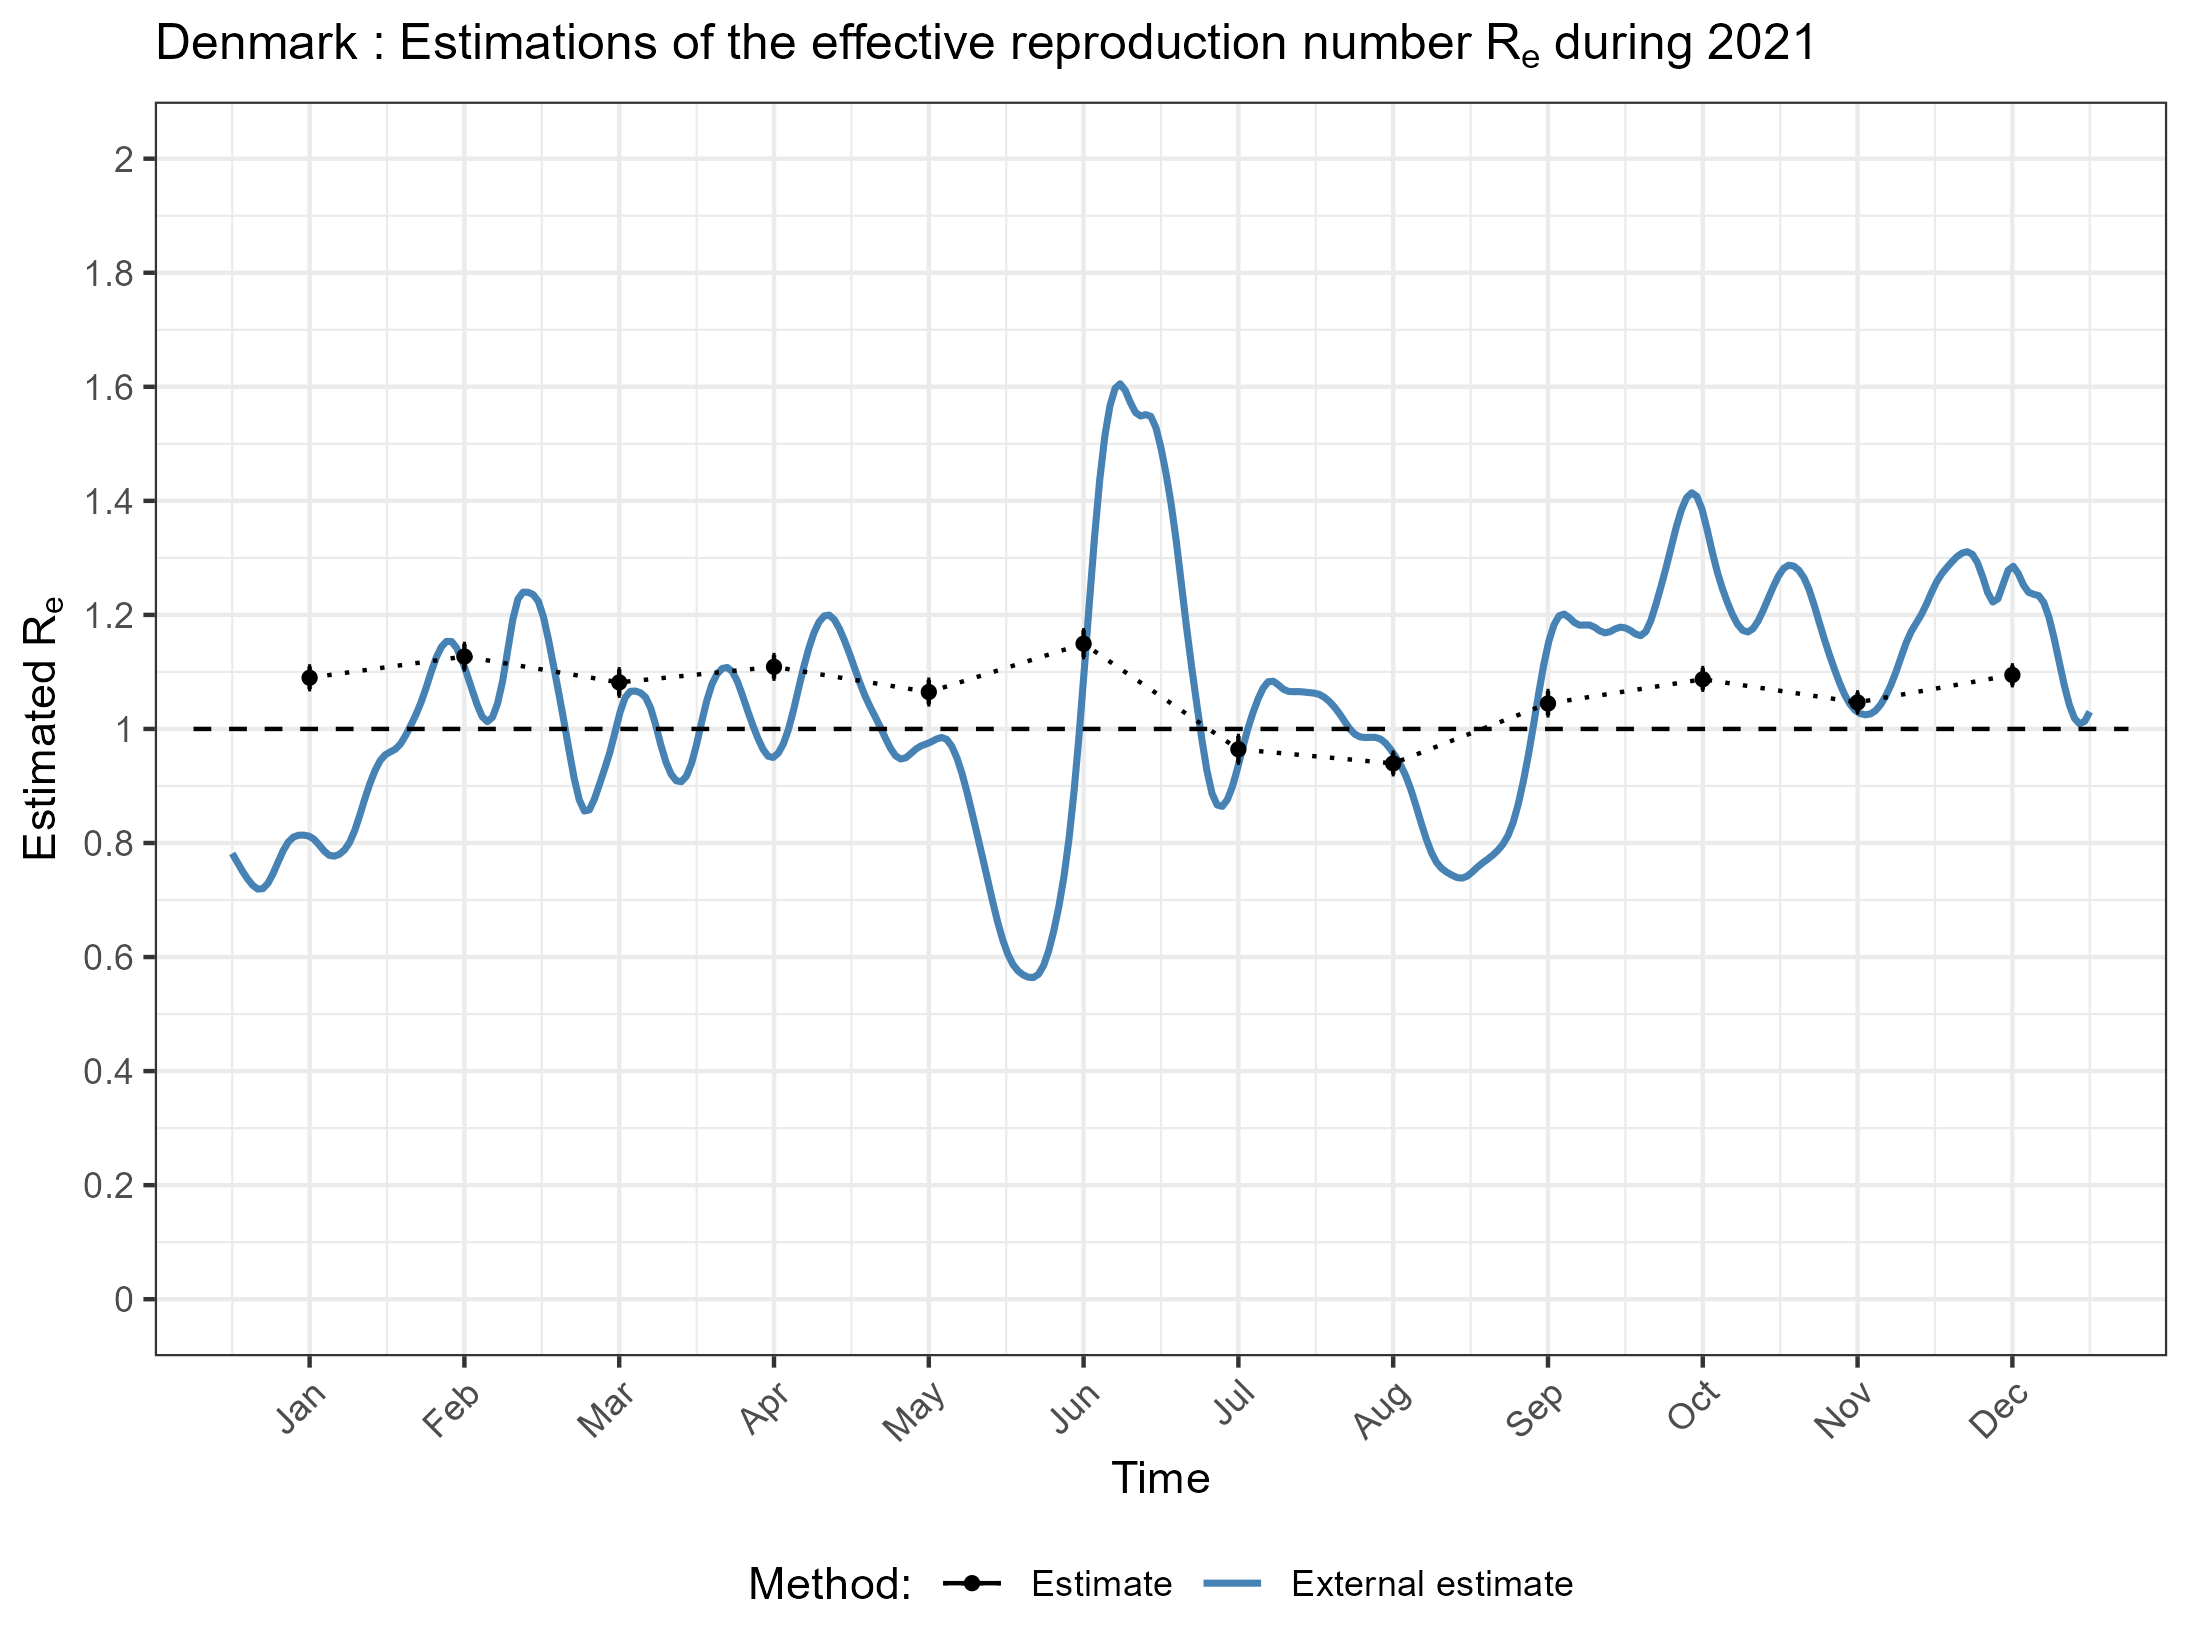 Denmark : Estimations of the effective reproduction number Re during 2021
Estimated Re
2
1.8
1.6
1.4
1.2
1
0.8
0.6
0.4
0.2
0
Jan Feb Mar Apr May Jun Jul Aug Sep Oct Nov Dec
Time
Method: Estimate External estimate